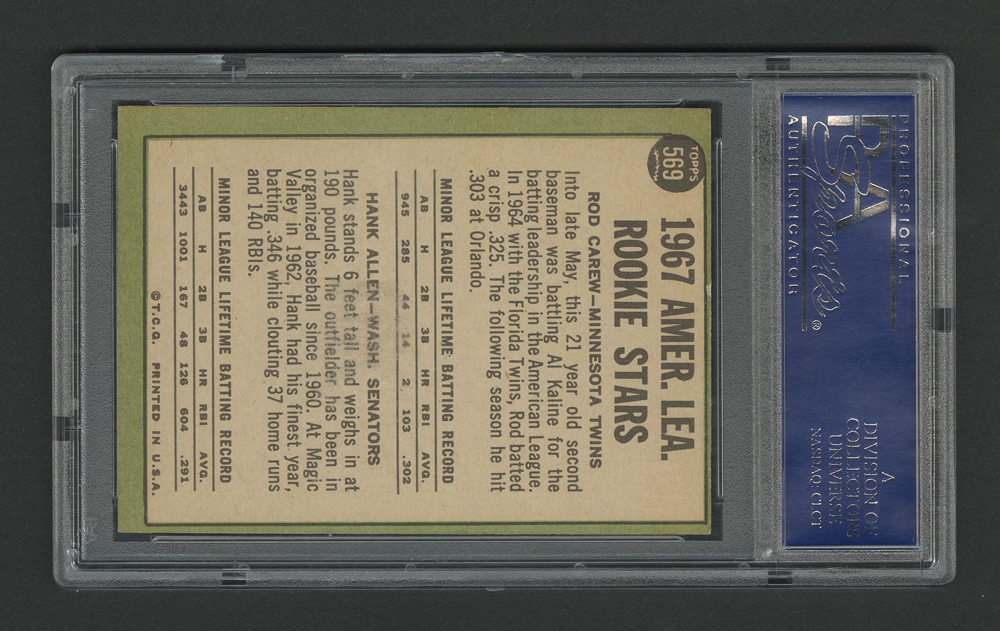 PROFESSIONAL
PSA
Sports®
AUTHENTICATOR
A
DIVISION OF
COLLECTORS
UNIVERSE
NASDAQ: CLCT
TOPPS
569
1967 AMER. LEA.
ROOKIE STARS
ROD CAREW—MINNESOTA TWINS
Into late May, this 21 year old second
baseman was battling Al Kaline for the
batting leadership in the American League.
In 1964 with the Florida Twins, Rod batted
a crisp .325. The following season he hit
.303 at Orlando.
MINOR LEAGUE LIFETIME BATTING RECORD
AB H 2B 3B HR RBI AVG.
945 285 44 14 2 103 .302
HANK ALLEN—WASH. SENATORS
Hank stands 6 feet tall and weighs in at
190 pounds. The outfielder has been in
organized baseball since 1960. At Magic
Valley in 1962, Hank had his finest year,
batting .346 while clouting 37 home runs
and 140 RBIs.
MINOR LEAGUE LIFETIME BATTING RECORD
AB H 2B 3B HR RBI AVG.
3443 1001 167 48 126 604 .291
©T.C.G. PRINTED IN U.S.A.